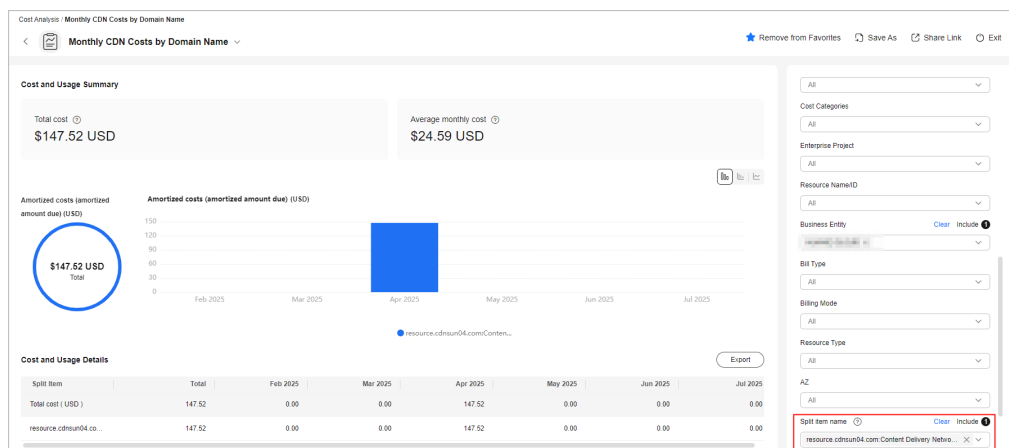 Cost Analysis / Monthly CDN Costs by Domain Name
Monthly CDN Costs by Domain Name
Remove from Favorites
Save As
Share Link
Exit
Cost and Usage Summary
Total cost
$147.52 USD
Average monthly cost
$24.59 USD
Amortized costs (amortized
amount due) (USD)
$147.52 USD
Total
Amortized costs (amortized amount due) (USD)
150
120
90
60
30
0
Feb 2025 Mar 2025 Apr 2025 May 2025 Jun 2025 Jul 2025
resource.cdnsun04.com:Conten...
Cost and Usage Details
Export
Split Item Total Feb 2025 Mar 2025 Apr 2025 May 2025 Jun 2025 Jul 2025
Total cost ( USD ) 147.52 0.00 0.00 147.52 0.00 0.00 0.00
resource.cdnsun04.co... 147.52 0.00 0.00 147.52 0.00 0.00 0.00
All
Cost Categories
All
Enterprise Project
All
Resource Name/ID
All
Business Entity Clear Include 1
Bill Type
All
Billing Mode
All
Resource Type
All
AZ
All
Split item name Clear Include 1
resource.cdnsun04.com:Content Delivery Netwo...